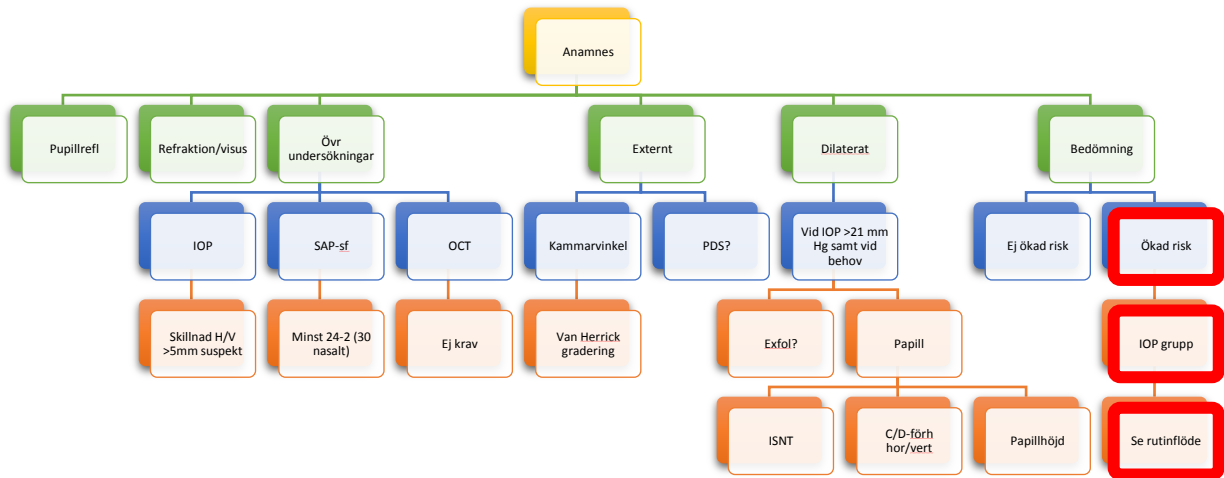 Anamnes
Pupillrefl
Refraktion/visus
Övr
undersökningar
Externt
Dilaterat
Bedömning
IOP
SAP-sf
OCT
Kammarvinkel
PDS?
Vid IOP >21 mm
Hg samt vid
behov
Ej ökad risk
Ökad risk
Skillnad H/V
>5mm suspekt
Minst 24-2 (30
nasalt)
Ej krav
Van Herrick
gradering
Exfol?
Papill
IOP grupp
ISNT
C/D-förh
hor/vert
Papillhöjd
Se rutinflöde